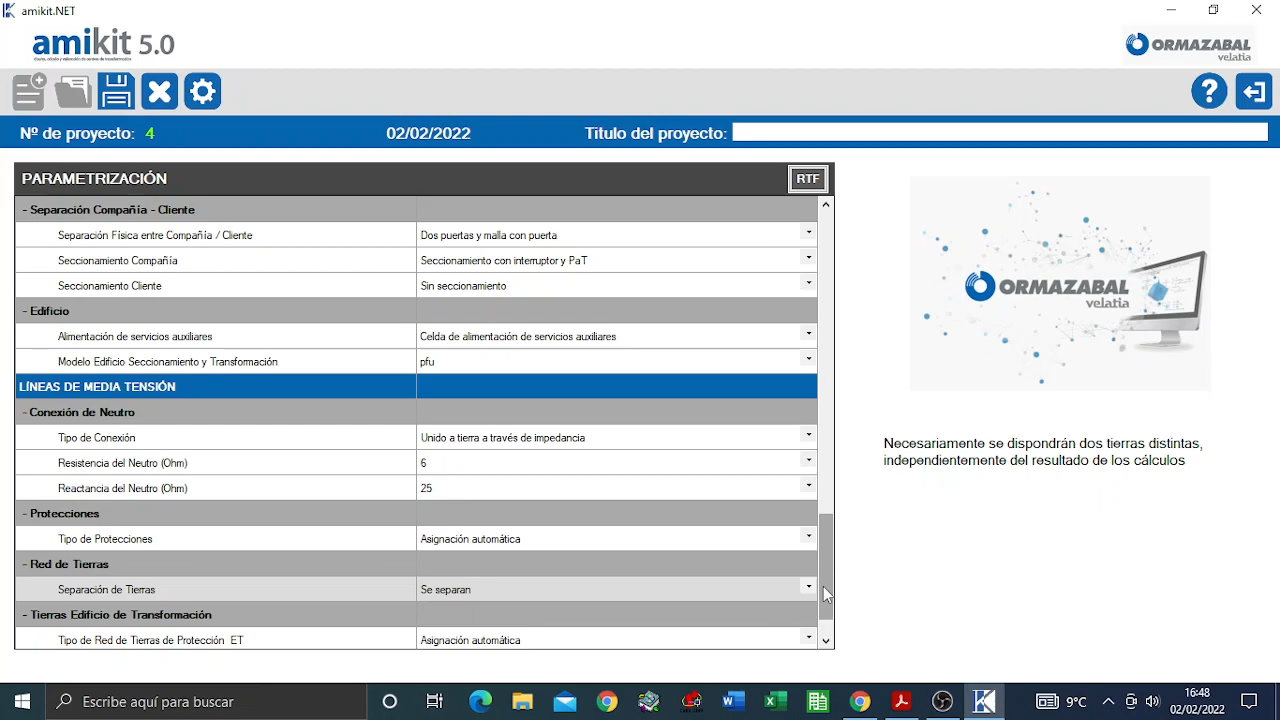 amikit.NET
amikit 5.0
diseño, cálculo y valoración de centros de transformación
ORMAZABAL
velatia
Nº de proyecto: 4 02/02/2022 Titulo del proyecto:
PARAMETRIZACIÓN RTF
- Separación Compañía - Cliente
Separación Física entre Compañía / Cliente Dos puertas y malla con puerta
Seccionamiento Compañía Seccionamiento con interruptor y PaT
Seccionamiento Cliente Sin seccionamiento
- Edificio
Alimentación de servicios auxiliares Celda de alimentación de servicios auxiliares
Modelo Edificio Seccionamiento y Transformación pfu
LÍNEAS DE MEDIA TENSIÓN
- Conexión de Neutro
Tipo de Conexión Unido a tierra a través de impedancia
Resistencia del Neutro (Ohm) 6
Reactancia del Neutro (Ohm) 25
- Protecciones
Tipo de Protecciones Asignación automática
- Red de Tierras
Separación de Tierras Se separan
- Tierras Edificio de Transformación
Tipo de Red de Tierras de Protección ET Asignación automática
ORMAZABAL
velatia
Necesariamente se dispondrán dos tierras distintas,
independientemente del resultado de los cálculos
Escribe aquí para buscar
9°C
16:48
02/02/2022